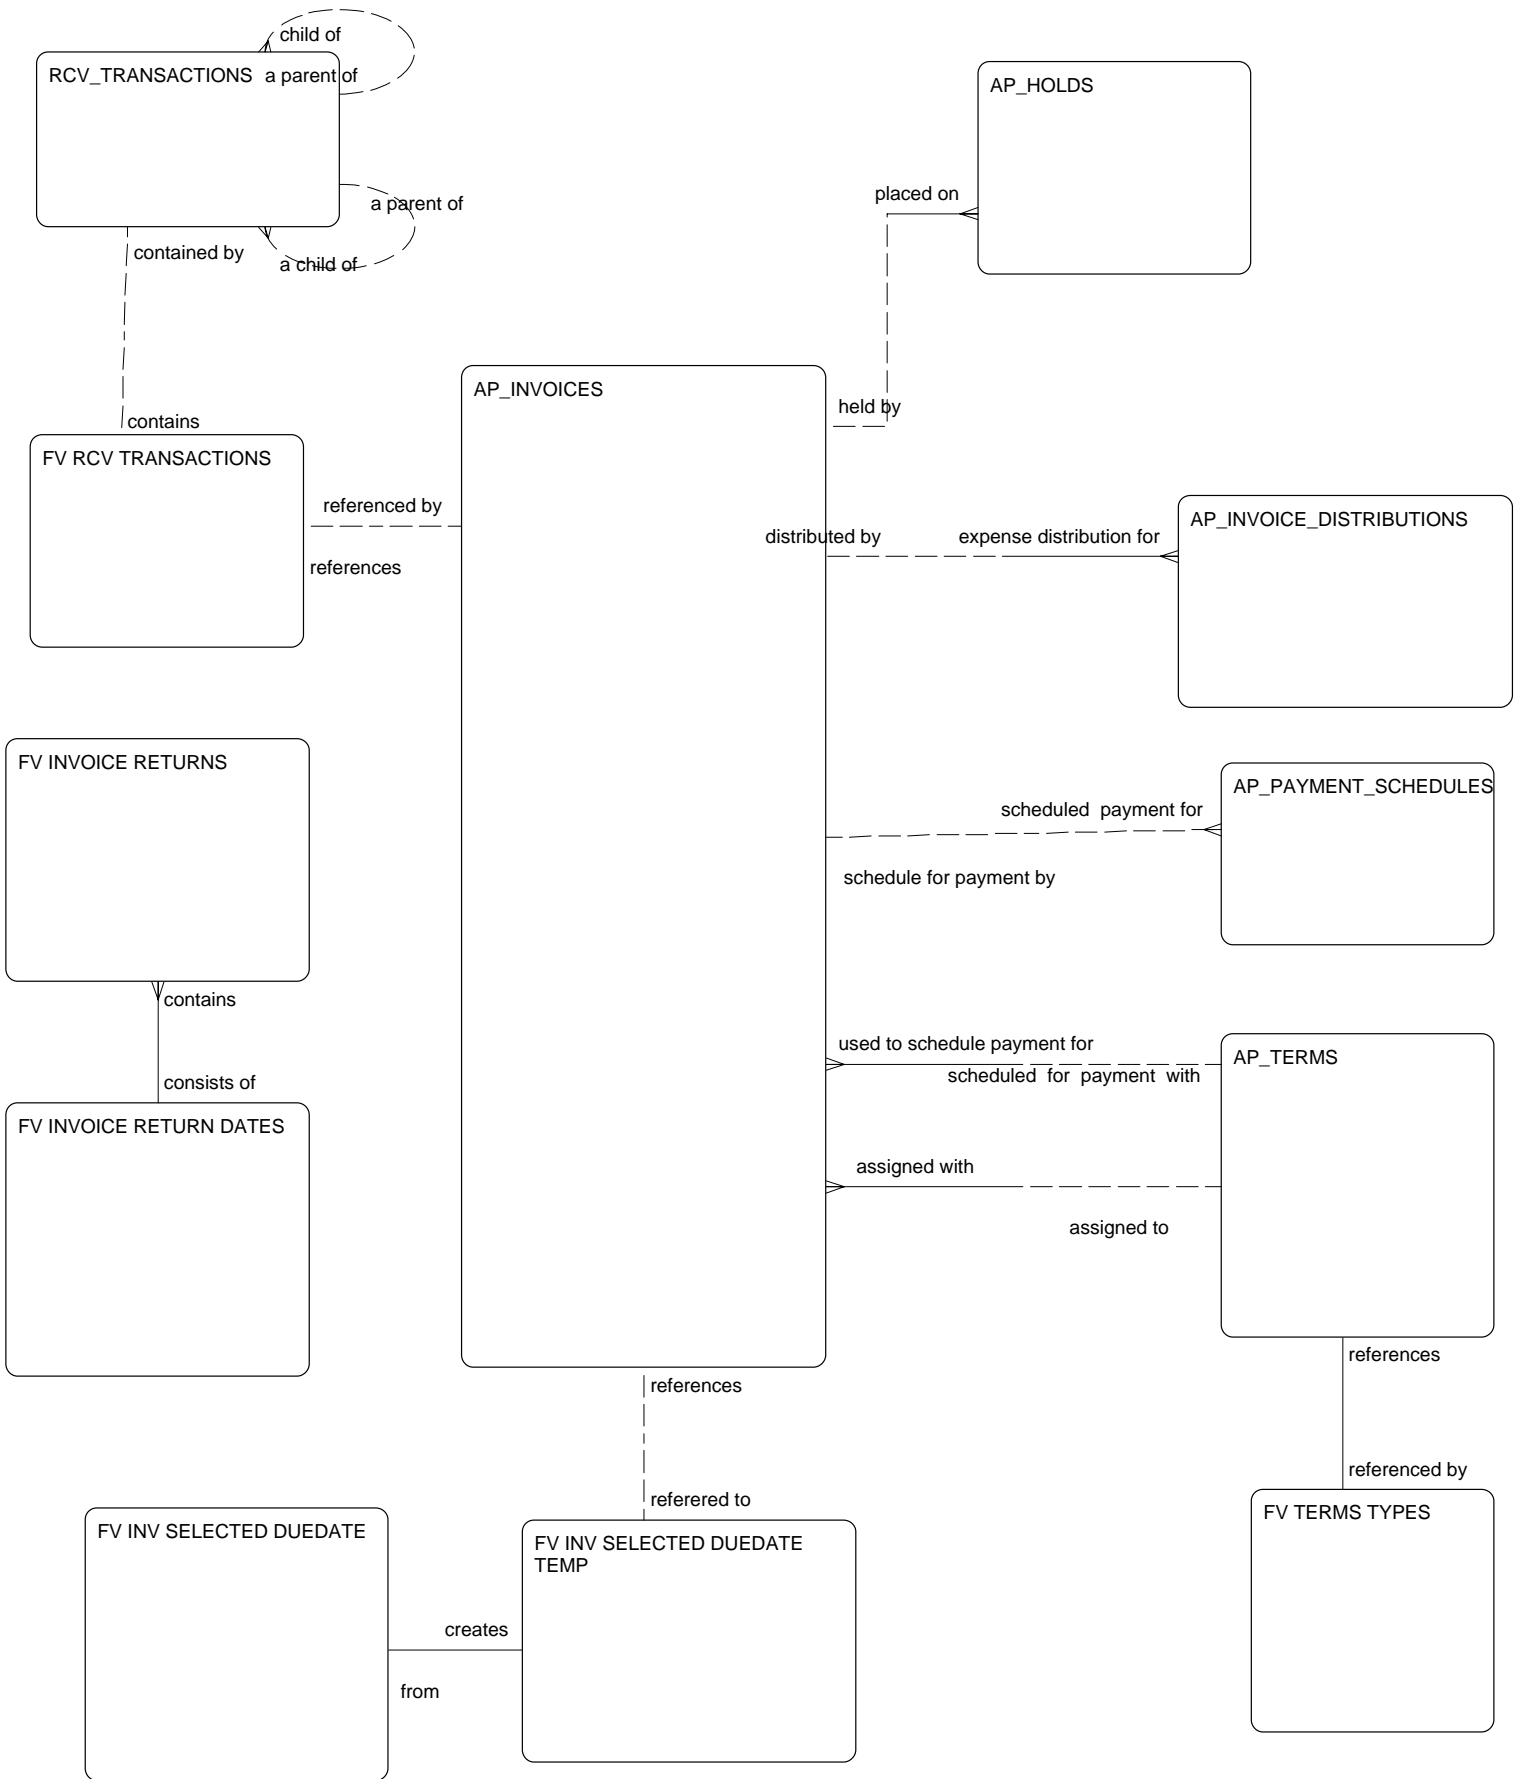 child of
RCV_TRANSACTIONS
a parent of
AP_HOLDS
placed on
a parent of
contained by
a child of
AP_INVOICES
held by
contains
FV RCV TRANSACTIONS
referenced by
references
AP_INVOICE_DISTRIBUTIONS
distributed by
expense distribution for
FV INVOICE RETURNS
AP_PAYMENT_SCHEDULES
scheduled payment for
schedule for payment by
contains
used to schedule payment for
AP_TERMS
scheduled for payment with
consists of
FV INVOICE RETURN DATES
assigned with
assigned to
references
references
referenced by
referered to
FV INV SELECTED DUEDATE
FV INV SELECTED DUEDATE
TEMP
FV TERMS TYPES
creates
from